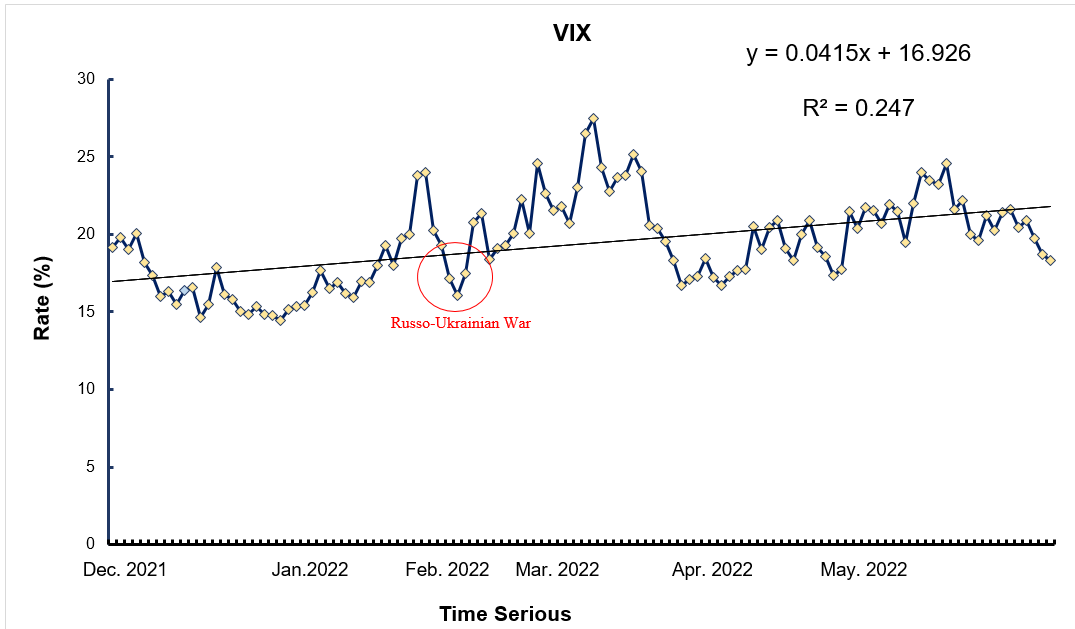 VIX
y = 0.0415x + 16.926
R² = 0.247
30
25
20
15
10
5
0
Rate (%)
Russo-Ukrainian War
Dec. 2021 Jan.2022 Feb. 2022 Mar. 2022 Apr. 2022 May. 2022
Time Serious